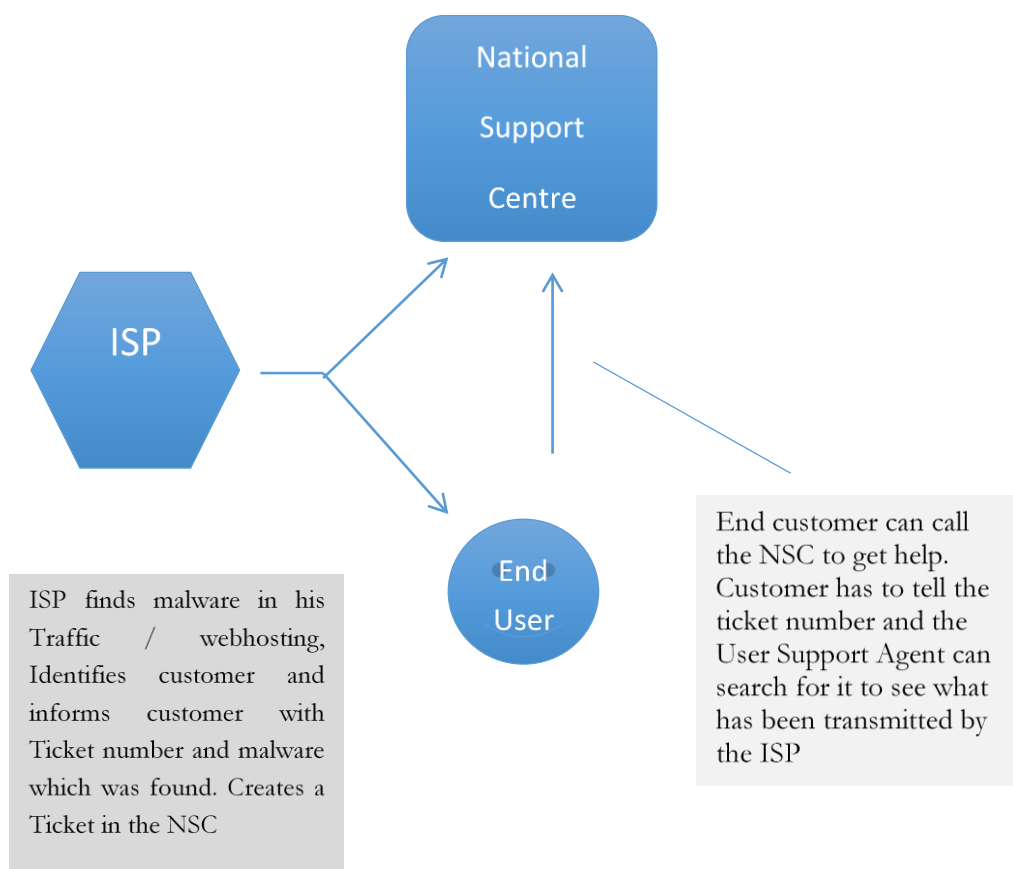 National
Support
Centre
ISP
End
User
End customer can call
the NSC to get help.
Customer has to tell the
ticket number and the
User Support Agent can
search for it to see what
has been transmitted by
the ISP
ISP finds malware in his
Traffic / webhosting,
Identifies customer and
informs customer with
Ticket number and malware
which was found. Creates a
Ticket in the NSC